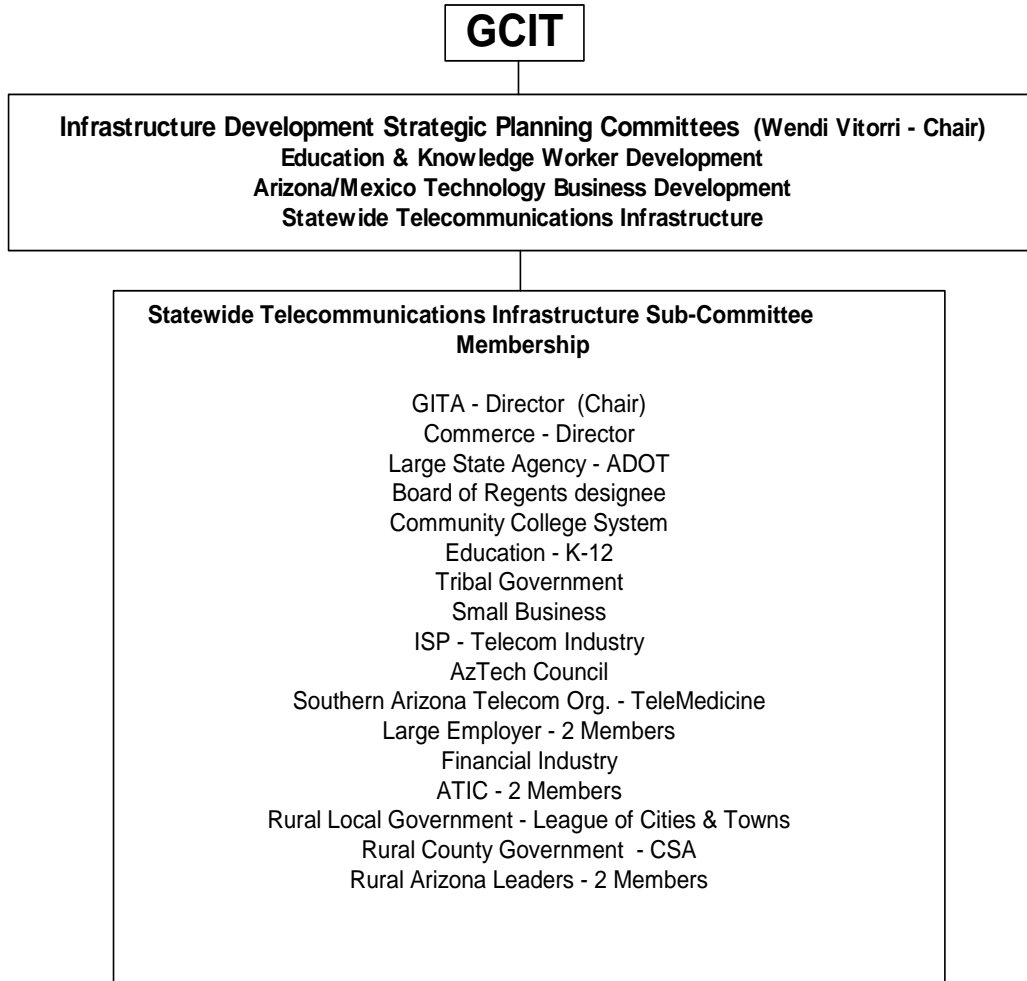 GCIT
Infrastructure Development Strategic Planning Committees (Wendi Vitorri - Chair)
Education & Knowledge Worker Development
Arizona/Mexico Technology Business Development
Statewide Telecommunications Infrastructure
Statewide Telecommunications Infrastructure Sub-Committee
Membership
GITA - Director (Chair)
Commerce - Director
Large State Agency - ADOT
Board of Regents designee
Community College System
Education - K-12
Tribal Government
Small Business
ISP - Telecom Industry
AzTech Council
Southern Arizona Telecom Org. - TeleMedicine
Large Employer - 2 Members
Financial Industry
ATIC - 2 Members
Rural Local Government - League of Cities & Towns
Rural County Government - CSA
Rural Arizona Leaders - 2 Members